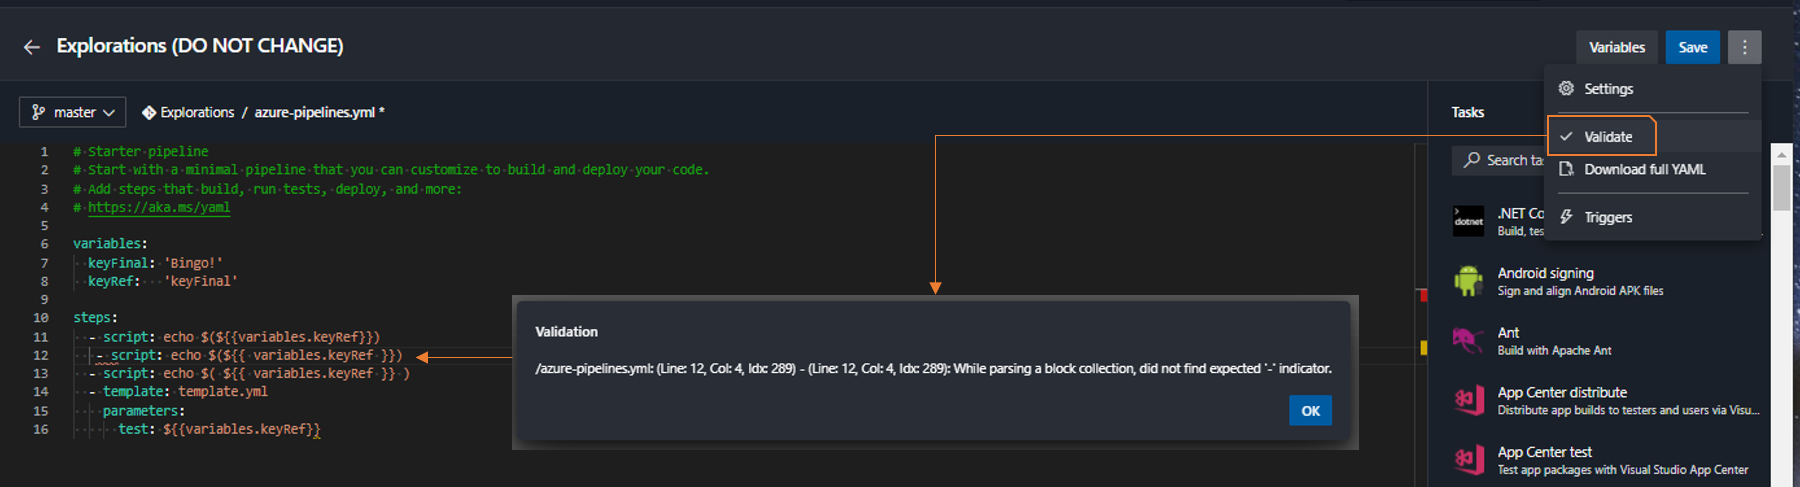 Explorations (DO NOT CHANGE)
Variables
Save
Settings
master
Explorations / azure-pipelines.yml *
Tasks
Validate
Search ta
Download full YAML
Triggers
1 # Starter pipeline
2 # Start with a minimal pipeline that you can customize to build and deploy your code.
3 # Add steps that build, run tests, deploy, and more:
4 # https://aka.ms/yaml
5
6 variables:
7 keyFinal: 'Bingo!'
8 keyRef: 'keyFinal'
9
10 steps:
11 - script: echo $(${{variables.keyRef}})
12 - script: echo $(${{ variables.keyRef }})
13 - script: echo $( ${{ variables.keyRef }} )
14 - template: template.yml
15 parameters:
16 test: ${{variables.keyRef}}
Validation
/azure-pipelines.yml: (Line: 12, Col: 4, Idx: 289) - (Line: 12, Col: 4, Idx: 289): While parsing a block collection, did not find expected '-' indicator.
OK
dotnet
.NET Co
Build, tes
Android signing
Sign and align Android APK files
Ant
Build with Apache Ant
App Center distribute
Distribute app builds to testers and users via Visu...
App Center test
Test app packages with Visual Studio App Center